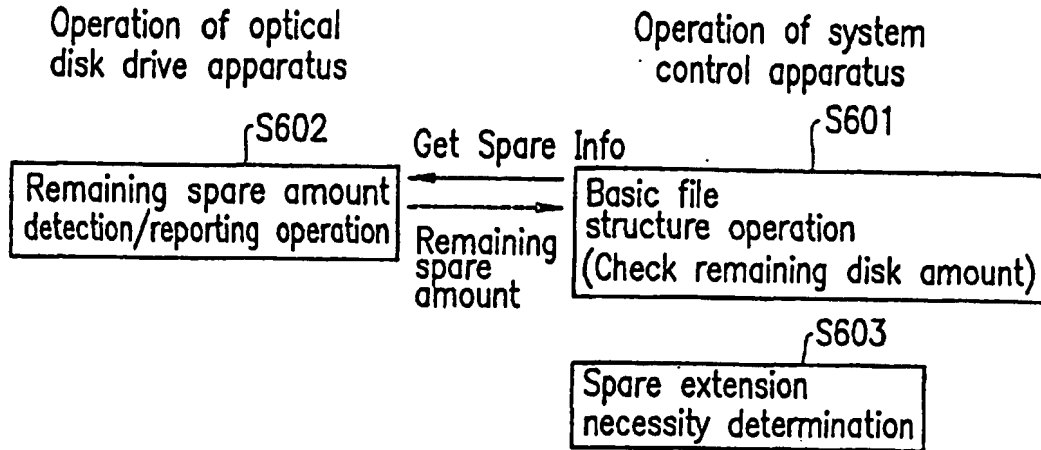 Operation of optical
disk drive apparatus
Operation of system
control apparatus
S602
Get Spare Info
S601
Remaining spare amount
detection/reporting operation
Remaining
spare
amount
Basic file
structure operation
(Check remaining disk amount)
S603
Spare extension
necessity determination